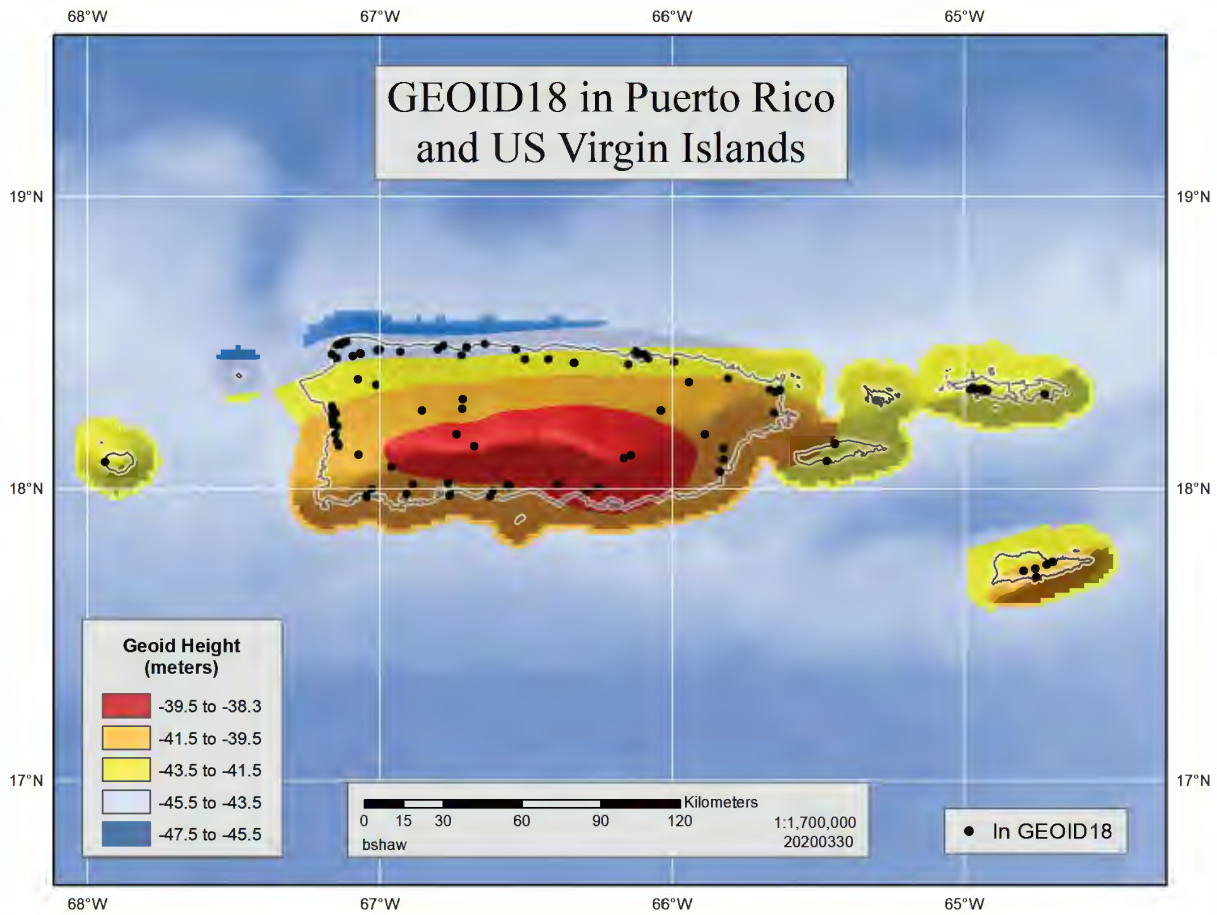 68°W 67°W 66°W 65°W
GEOID18 in Puerto Rico
and US Virgin Islands
19°N 19°N
18°N 18°N
17°N 17°N
Geoid Height
(meters)
-39.5 to -38.3
-41.5 to -39.5
-43.5 to -41.5
-45.5 to -43.5
-47.5 to -45.5
Kilometers
0 15 30 60 90 120
1:1,700,000
bshaw 20200330
In GEOID18
68°W 67°W 66°W 65°W